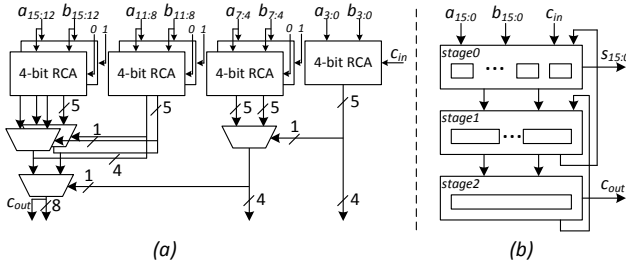 a15:12 b15:12 a11:8 b11:8 a7:4 b7:4 a3:0 b3:0
0 1 0 1 0 1
4-bit RCA 4-bit RCA 4-bit RCA 4-bit RCA cin
5 5 5 5
1 1
4
1
cout 8 4 4
(a)
a15:0 b15:0 cin
stage0 s15:0
...
stage1
...
stage2
cout
(b)